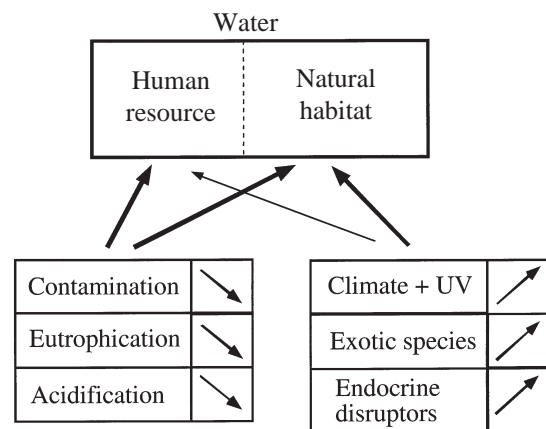 Water
Human
resource
Natural
habitat
Contamination
Eutrophication
Acidification
Climate + UV
Exotic species
Endocrine
disruptors